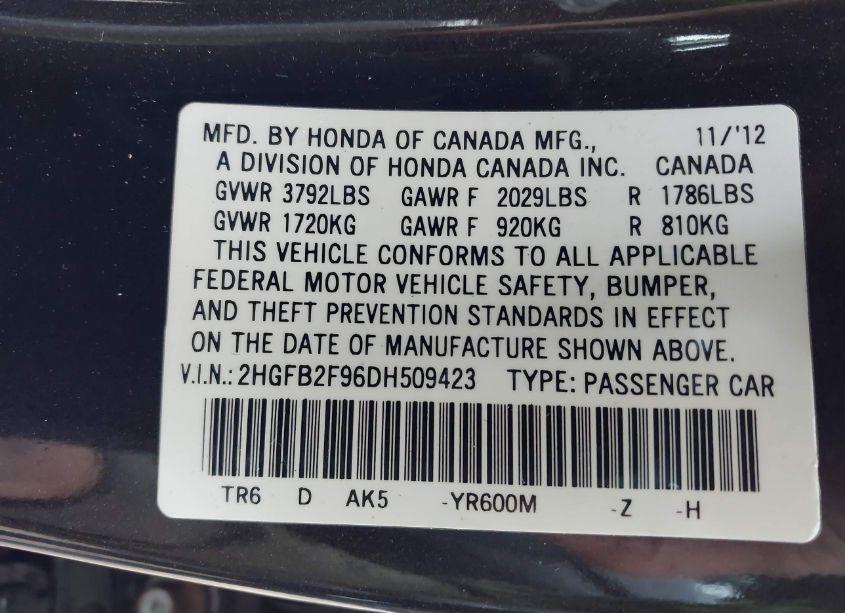 MFD. BY HONDA OF CANADA MFG., 11/'12
A DIVISION OF HONDA CANADA INC. CANADA
GVWR 3792LBS GAWR F 2029LBS R 1786LBS
GVWR 1720KG GAWR F 920KG R 810KG
THIS VEHICLE CONFORMS TO ALL APPLICABLE
FEDERAL MOTOR VEHICLE SAFETY, BUMPER,
AND THEFT PREVENTION STANDARDS IN EFFECT
ON THE DATE OF MANUFACTURE SHOWN ABOVE.
V.I.N.: 2HGFB2F96DH509423 TYPE: PASSENGER CAR
TR6 D AK5 -YR600M -Z -H